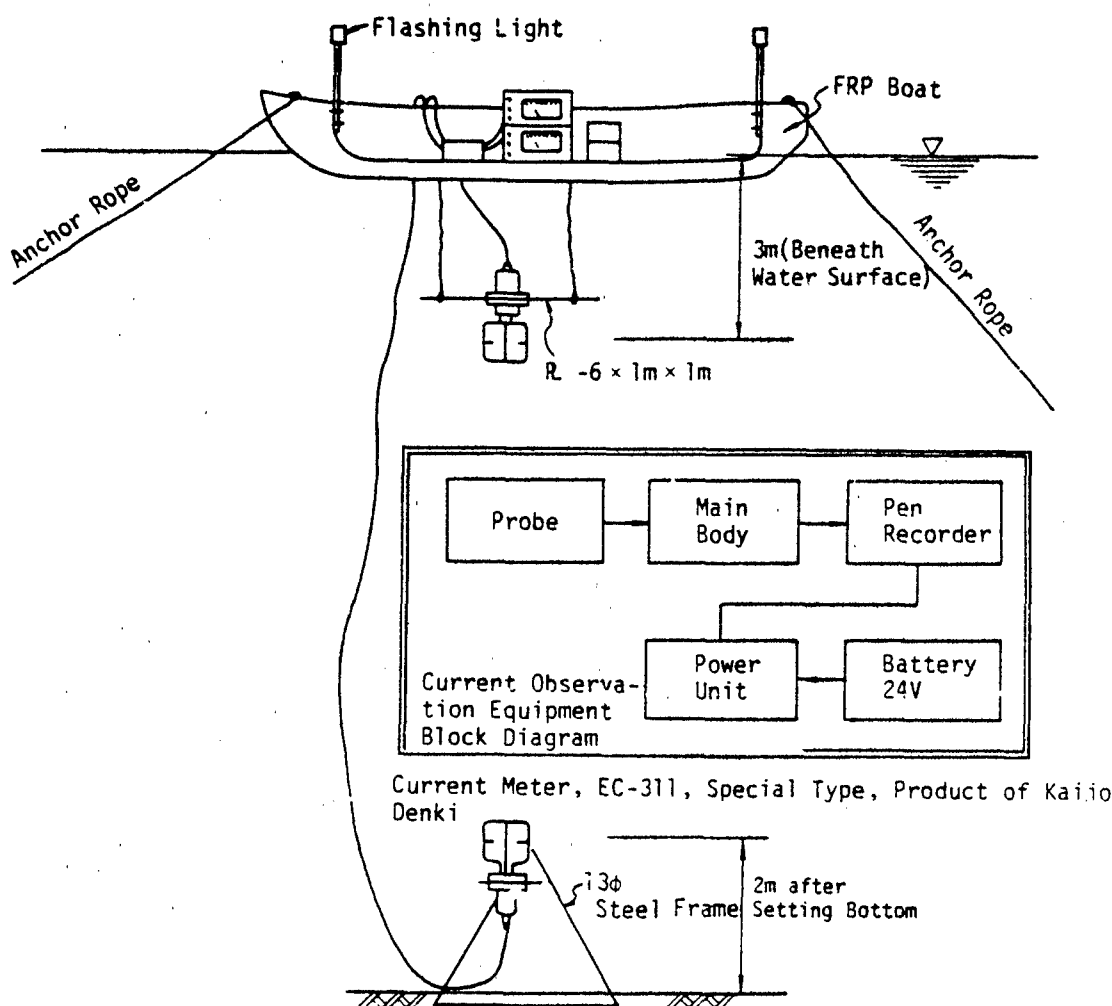 Flashing Light
FRP Boat
Anchor Rope
Anchor Rope
3m(Beneath
Water Surface)
PL -6 × 1m × 1m
Probe
Main
Body
Pen
Recorder
Power
Unit
Battery
24V
Current Observa-
tion Equipment
Block Diagram
Current Meter, EC-311, Special Type, Product of Kaijo
Denki
13φ
Steel Frame
2m after
Setting Bottom